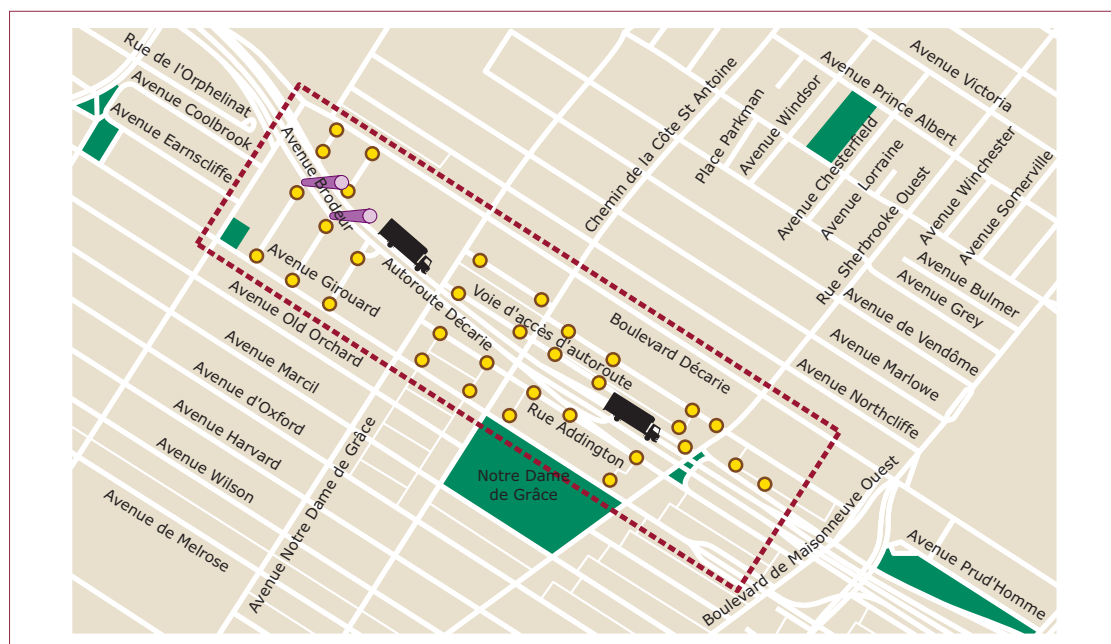 Rue de l'Orphelinat
Avenue Coolbrook
Avenue Earnscliffe
Avenue Brodeur
Avenue Girouard
Avenue Old Orchard
Avenue Marcil
Avenue d'Oxford
Avenue Harvard
Avenue Wilson
Avenue de Melrose
Avenue Notre Dame de Grâce
Autoroute Décarie
Voie d'accès d'autoroute
Boulevard Décarie
Rue Addington
Notre Dame
de Grâce
Chemin de la Côte St Antoine
Place Parkman
Avenue Windsor
Avenue Prince Albert
Avenue Victoria
Avenue Chesterfield
Avenue Lorraine
Rue Sherbrooke Ouest
Avenue Winchester
Avenue Somerville
Avenue Bulmer
Avenue Grey
Avenue de Vendôme
Avenue Marlowe
Avenue Northcliffe
Boulevard de Maisonneuve Ouest
Avenue Prud'Homme